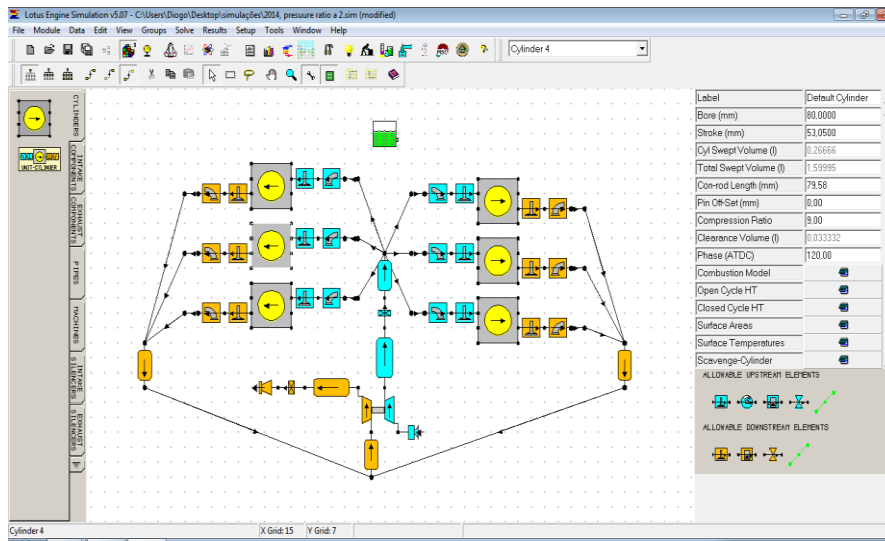 Lotus Engine Simulation v5.07 - C:\Users\Diogo\Desktop\simulações\2014, presuure ratio a 2.sim (modified)
File Module Data Edit View Groups Solve Results Setup Tools Window Help
Cylinder 4
CYLINDERS
INTAKE COMPONENTS
EXHAUST COMPONENTS
PIPES
MACHINES
INTAKE SILENCERS
EXHAUST SILENCERS
UNIT-CYLINDER
Label Default Cylinder
Bore (mm) 80,0000
Stroke (mm) 53,0500
Cyl Swept Volume (l) 0,26666
Total Swept Volume (l) 1,59995
Con-rod Length (mm) 79,58
Pin Off-Set (mm) 0,00
Compression Ratio 9,00
Clearance Volume (l) 0,033332
Phase (ATDC) 120,00
Combustion Model
Open Cycle HT
Closed Cycle HT
Surface Areas
Surface Temperatures
Scavenge-Cylinder
ALLOWABLE UPSTREAM ELEMENTS
ALLOWABLE DOWNSTREAM ELEMENTS
Cylinder 4 X Grid: 15 Y Grid: 7